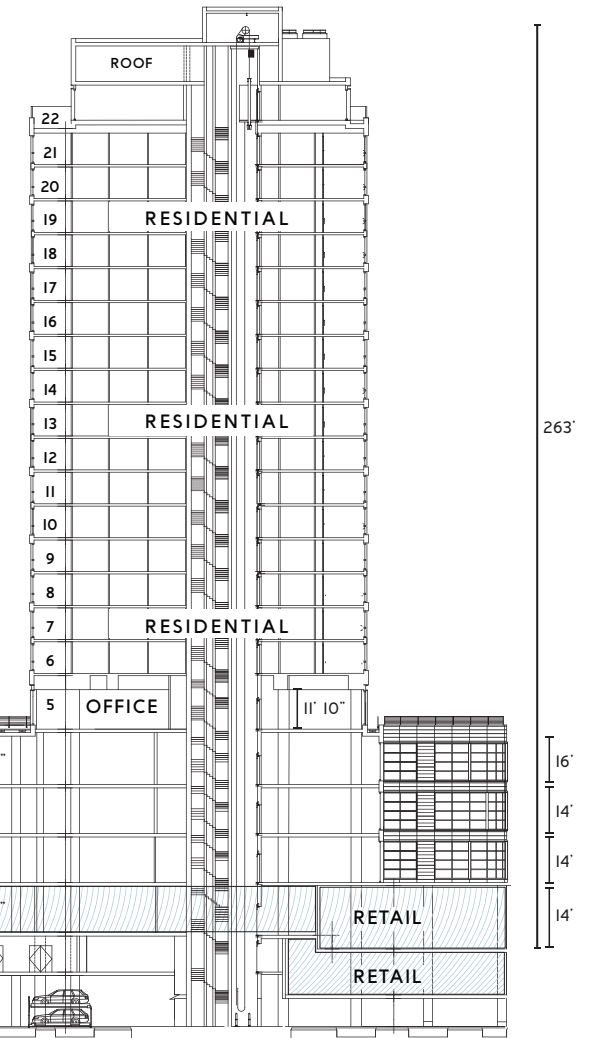 ROOF
22
21
20
19 RESIDENTIAL
18
17
16
15
14
13 RESIDENTIAL
263'
12
11
10
9
8
7 RESIDENTIAL
6
5 OFFICE 11' 10"
16'
14'
14'
14'
RETAIL
RETAIL